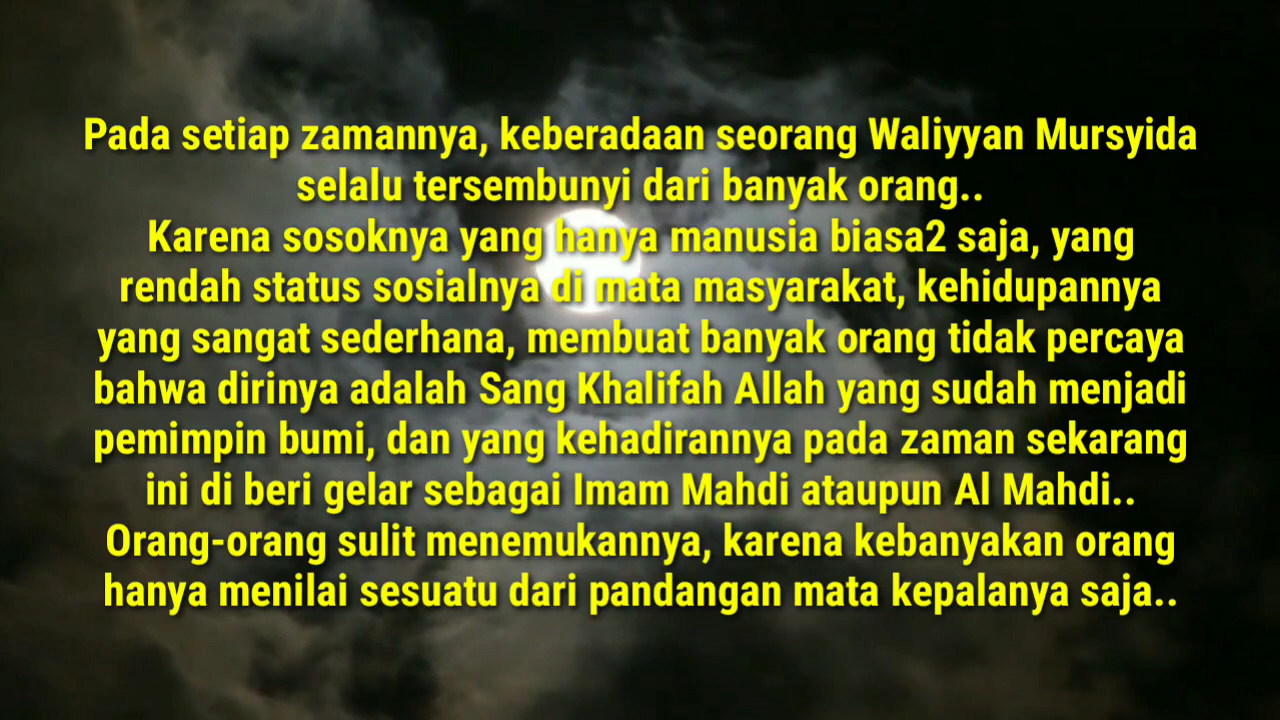 Pada setiap zamannya, keberadaan seorang Waliyyan Mursyida
selalu tersembunyi dari banyak orang..
Karena sosoknya yang hanya manusia biasa2 saja, yang
rendah status sosialnya di mata masyarakat, kehidupannya
yang sangat sederhana, membuat banyak orang tidak percaya
bahwa dirinya adalah Sang Khalifah Allah yang sudah menjadi
pemimpin bumi, dan yang kehadirannya pada zaman sekarang
ini di beri gelar sebagai Imam Mahdi ataupun Al Mahdi..
Orang-orang sulit menemukannya, karena kebanyakan orang
hanya menilai sesuatu dari pandangan mata kepalanya saja..